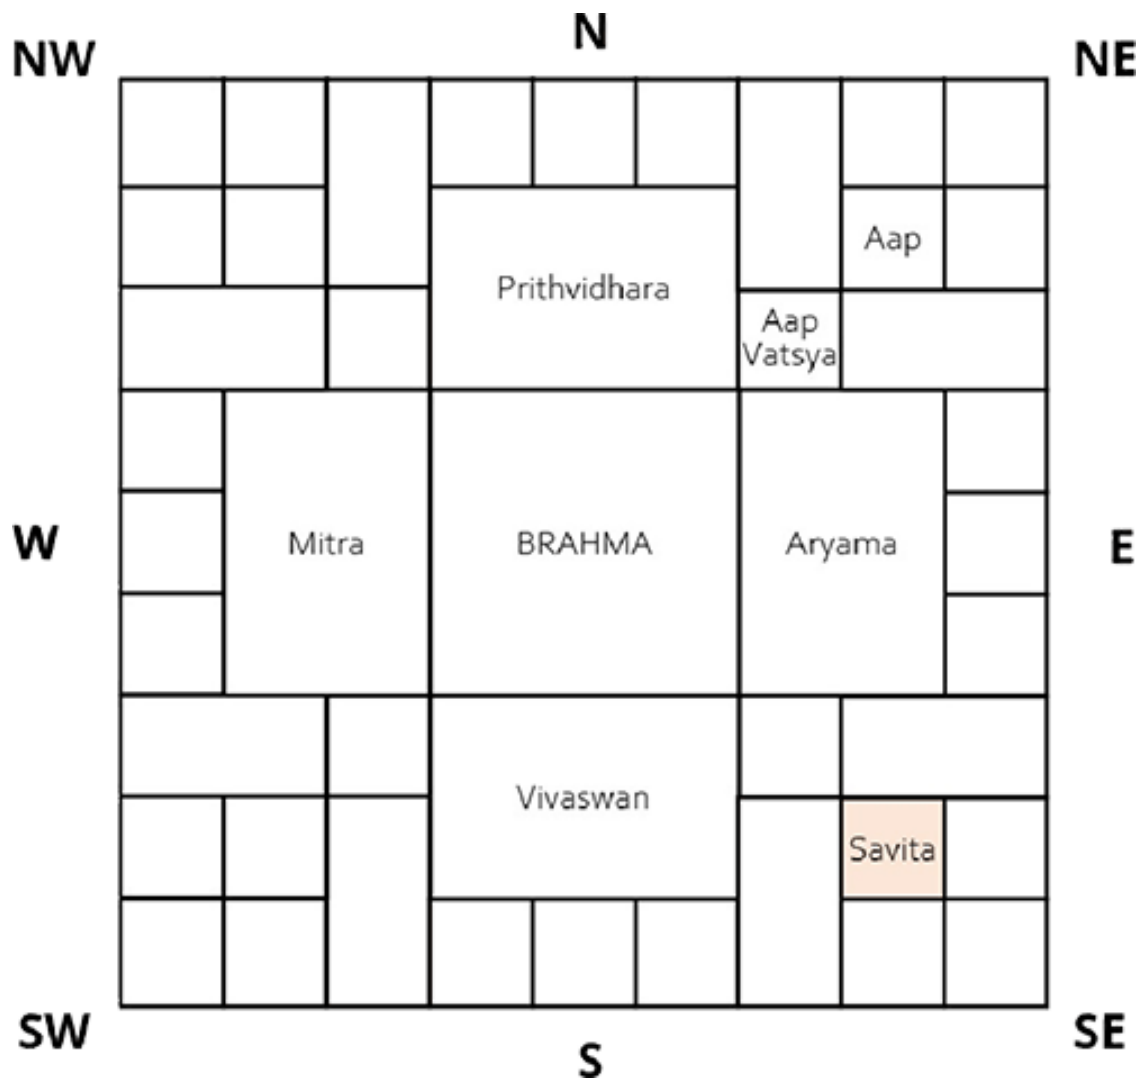 N
NW
NE
Aap
Prithvidhara
Aap
Vatsya
W
Mitra
BRAHMA
Aryama
E
Vivaswan
Savita
SW
S
SE